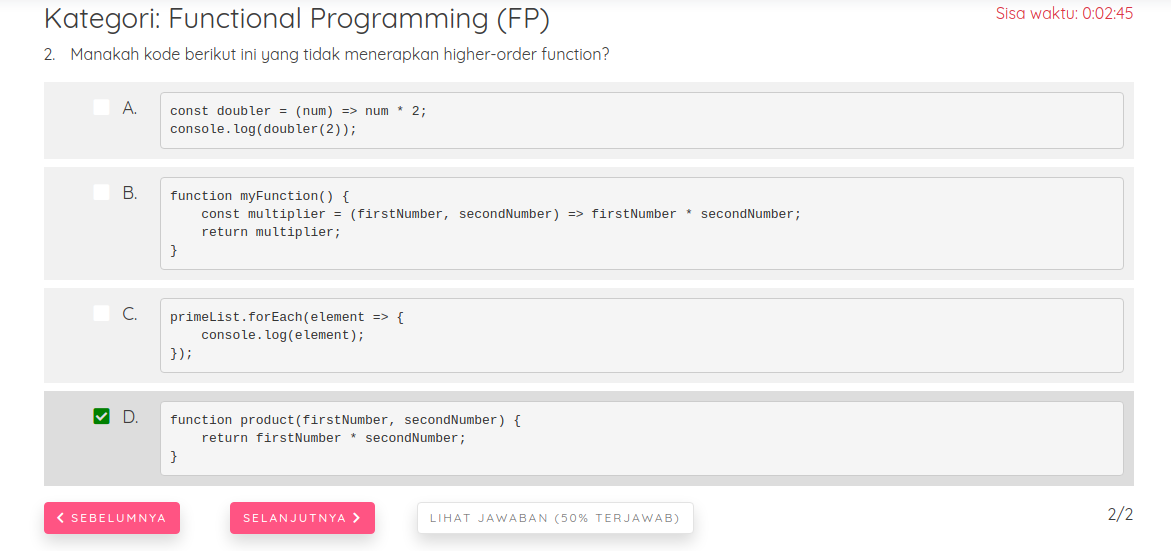 Kategori: Functional Programming (FP)
Sisa waktu: 0:02:45
2. Manakah kode berikut ini yang tidak menerapkan higher-order function?
A.
const doubler = (num) => num * 2;
console.log(doubler(2));
B.
function myFunction() {
    const multiplier = (firstNumber, secondNumber) => firstNumber * secondNumber;
    return multiplier;
}
C.
primeList.forEach(element => {
    console.log(element);
});
D.
function product(firstNumber, secondNumber) {
    return firstNumber * secondNumber;
}
SEBELUMNYA
SELANJUTNYA
LIHAT JAWABAN (50% TERJAWAB)
2/2